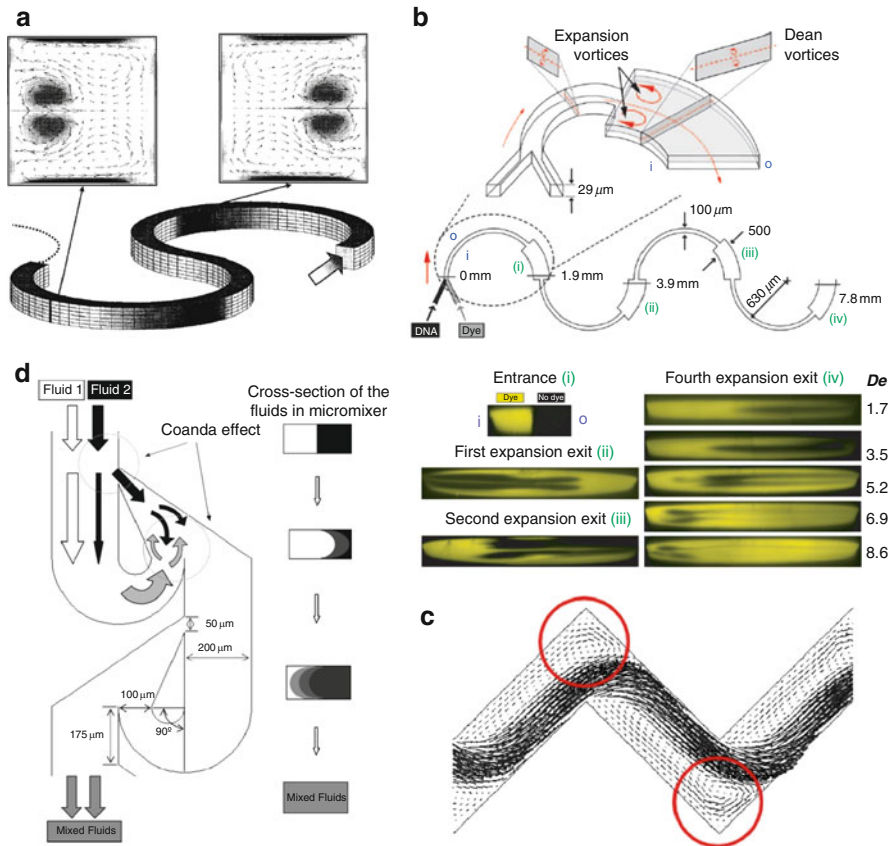 a
b
Expansion
vortices
Dean
vortices
i
o
29 µm
100 µm
500
o
i
(i)
(iii)
0 mm
1.9 mm
3.9 mm
630 µm
7.8 mm
(ii)
(iv)
DNA
Dye
d
Fluid 1
Fluid 2
Coanda effect
Cross-section of the
fluids in micromixer
50 µm
200 µm
100 µm
175 µm
90º
Mixed Fluids
Mixed Fluids
Entrance (i)
Dye
No dye
i
o
First expansion exit (ii)
Second expansion exit (iii)
Fourth expansion exit (iv)
De
1.7
3.5
5.2
6.9
8.6
c